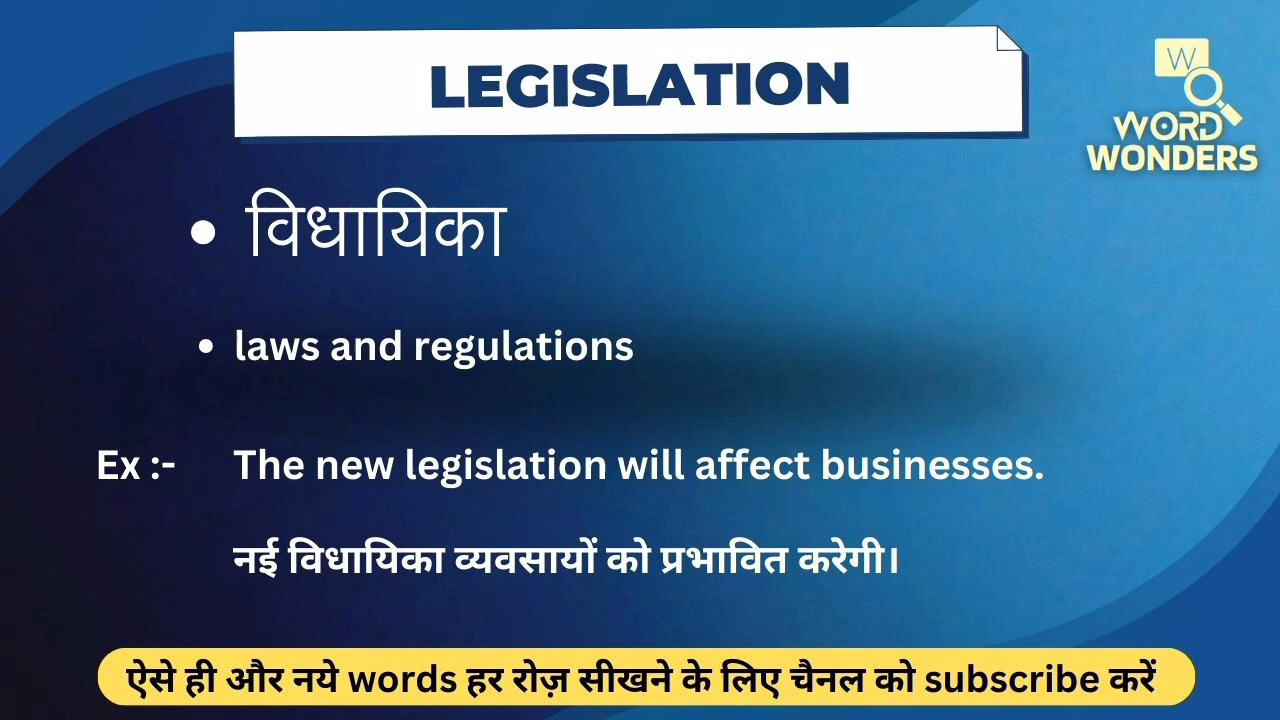 LEGISLATION
W
WORD
WONDERS
• विधायिका
• laws and regulations
Ex :- The new legislation will affect businesses.
नई विधायिका व्यवसायों को प्रभावित करेगी।
ऐसे ही और नये words हर रोज़ सीखने के लिए चैनल को subscribe करें